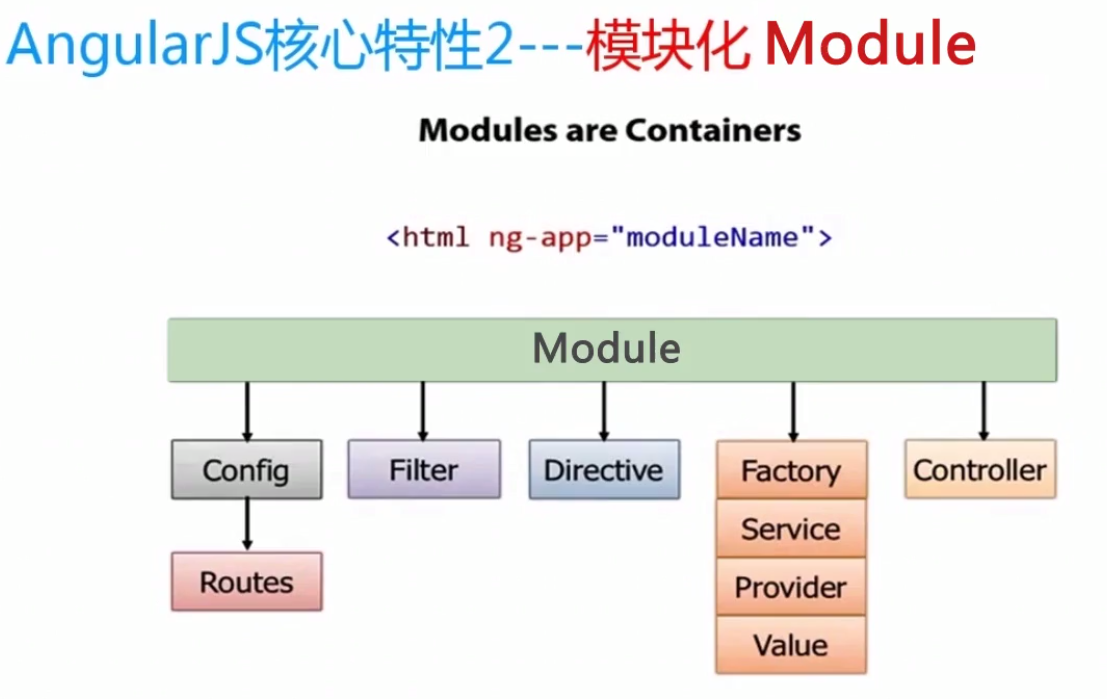 AngularJS核心特性2---模块化 Module
Modules are Containers
<html ng-app="moduleName">
Module
Config
Filter
Directive
Factory
Controller
Service
Routes
Provider
Value